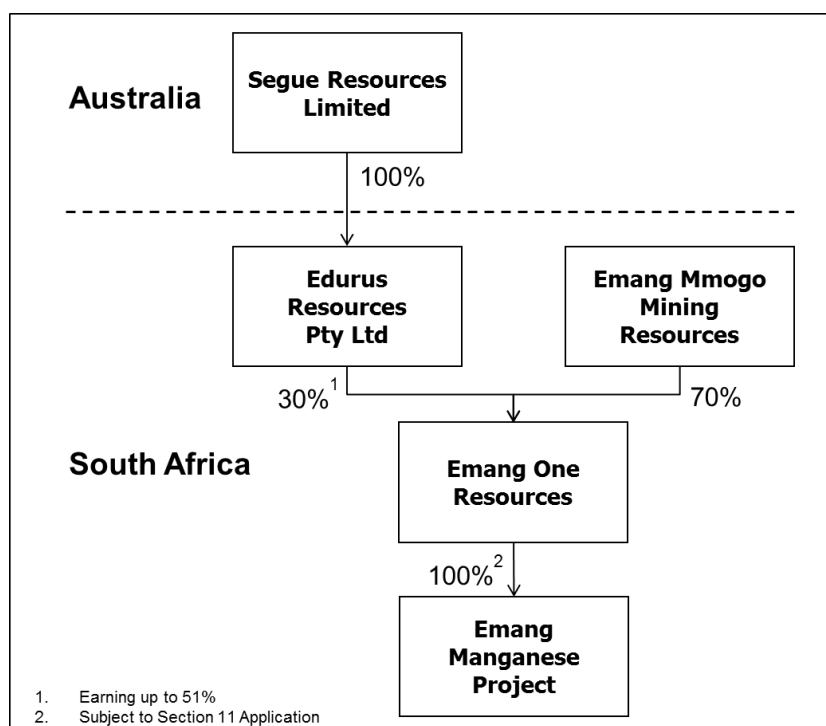 Australia
Segue Resources
Limited
100%
Edurus
Resources
Pty Ltd
Emang Mmogo
Mining
Resources
30%1
70%
South Africa
Emang One
Resources
100%2
Emang
Manganese
Project
1. Earning up to 51%
2. Subject to Section 11 Application